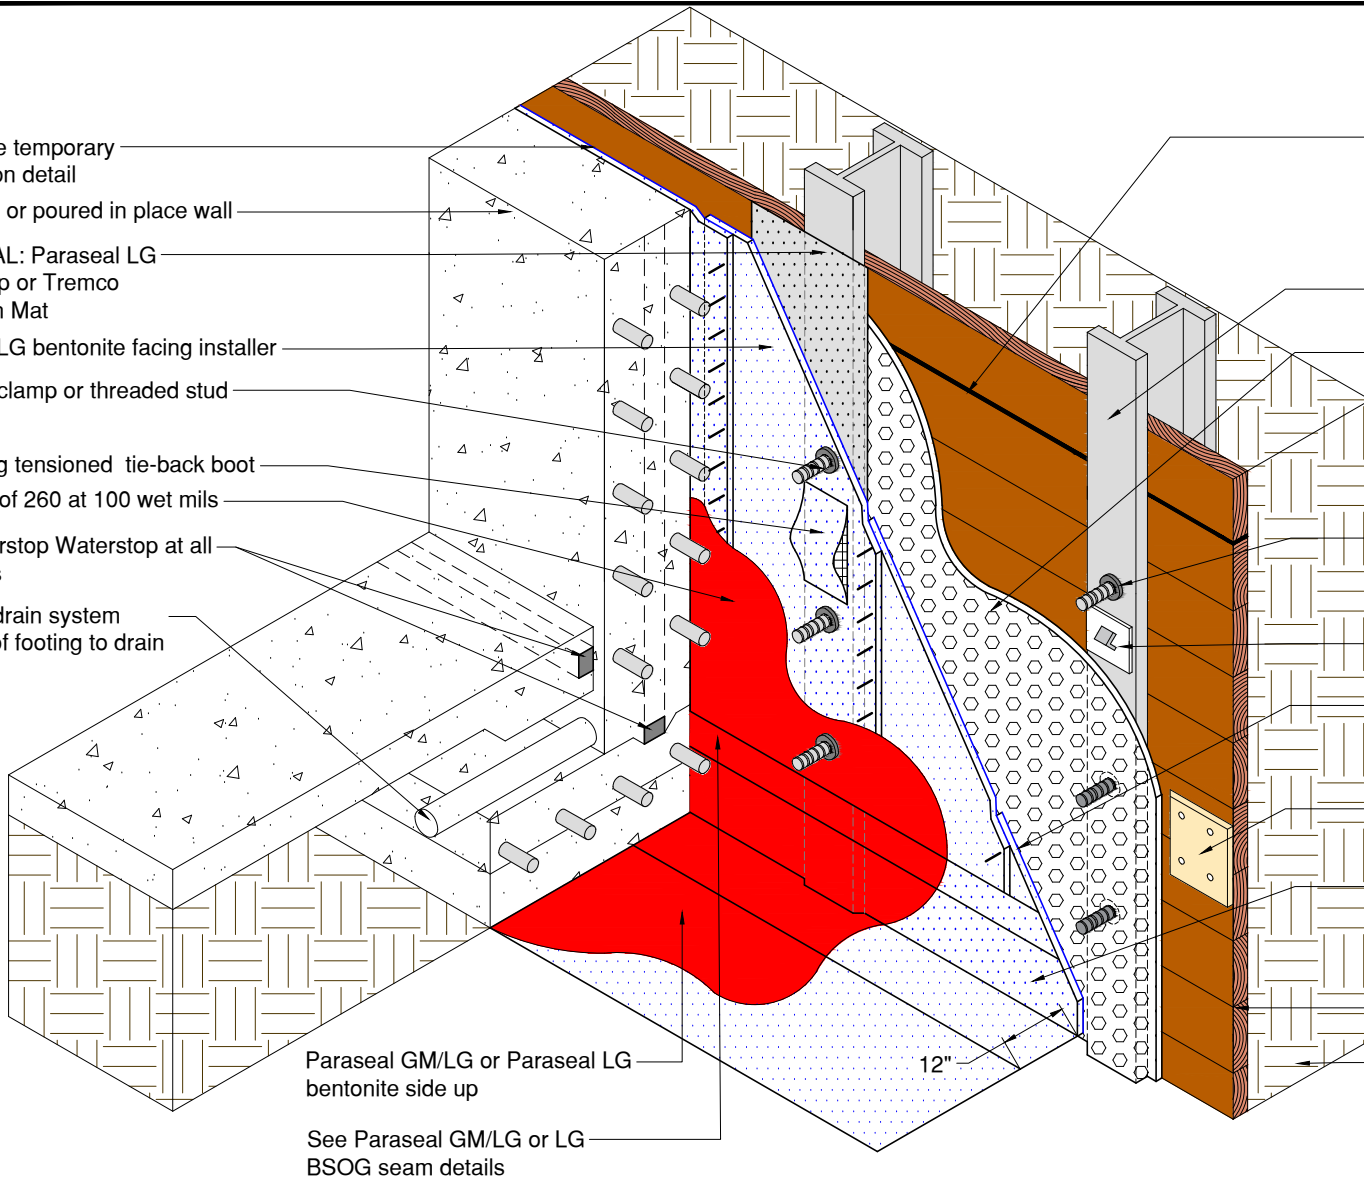 e temporary
on detail
or poured in place wall
AL: Paraseal LG
p or Tremco
n Mat
LG bentonite facing installer
clamp or threaded stud
g tensioned tie-back boot
of 260 at 100 wet mils
rstop Waterstop at all
s
drain system
of footing to drain
Paraseal GM/LG or Paraseal LG
bentonite side up
12"
See Paraseal GM/LG or LG
BSOG seam details